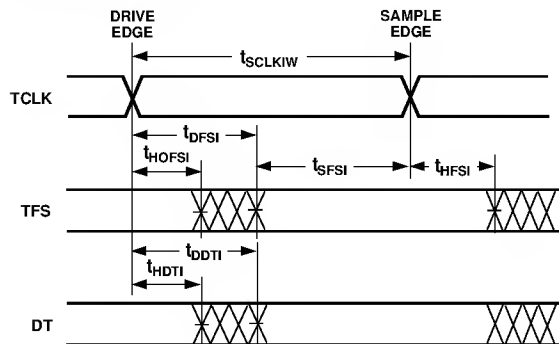 DRIVE
EDGE
SAMPLE
EDGE
tSCLKIW
TCLK
tDFSI
tHOFSI
tSFSI
tHFSI
TFS
tDDTI
tHDTI
DT